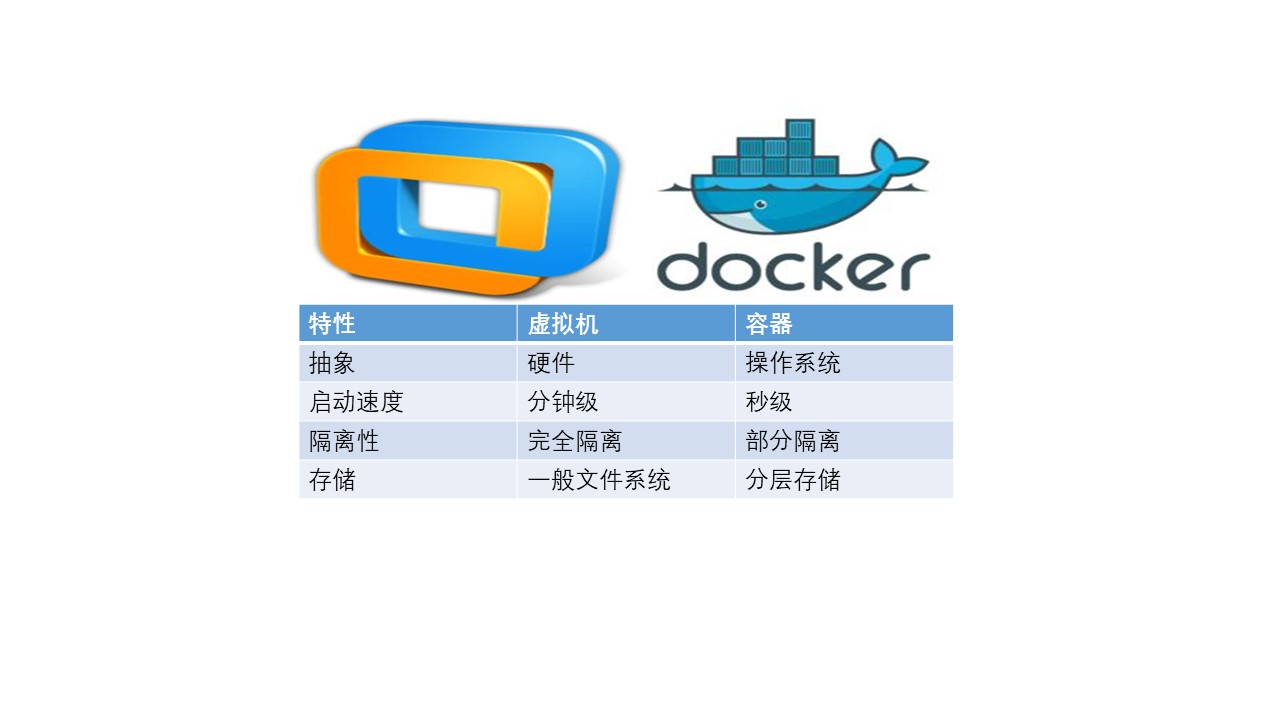 docker
特性 虚拟机 容器
抽象 硬件 操作系统
启动速度 分钟级 秒级
隔离性 完全隔离 部分隔离
存储 一般文件系统 分层存储